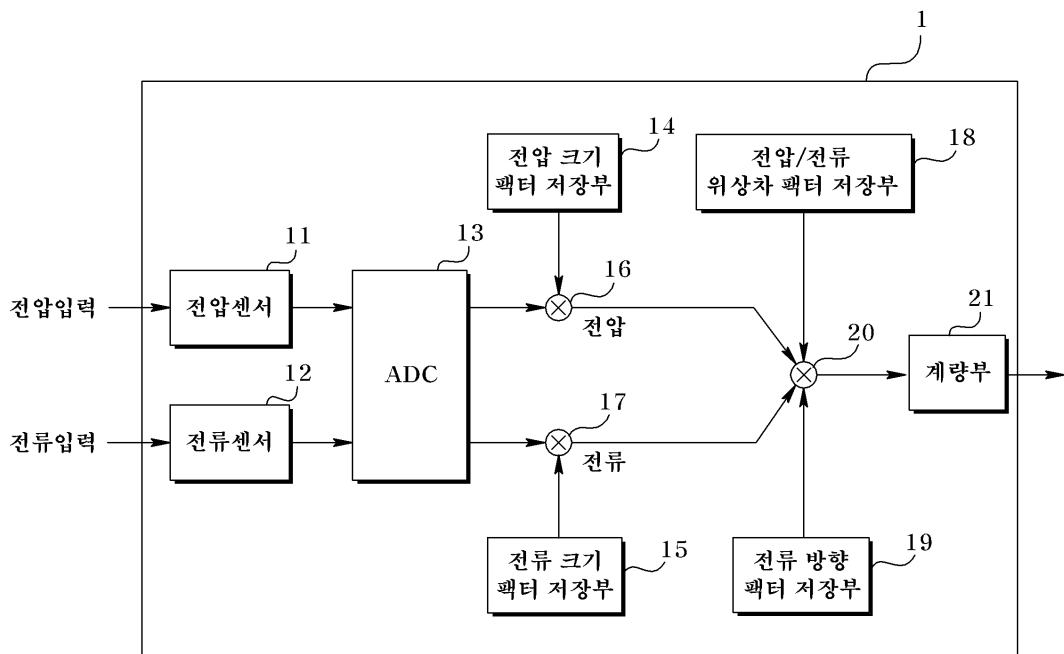 1
전압 크기
팩터 저장부
14
전압/전류
위상차 팩터 저장부
18
11
13
전압입력
전압센서
16
전압
ADC
20
21
계량부
12
17
전류입력
전류센서
전류
전류 크기
팩터 저장부
15
전류 방향
팩터 저장부
19